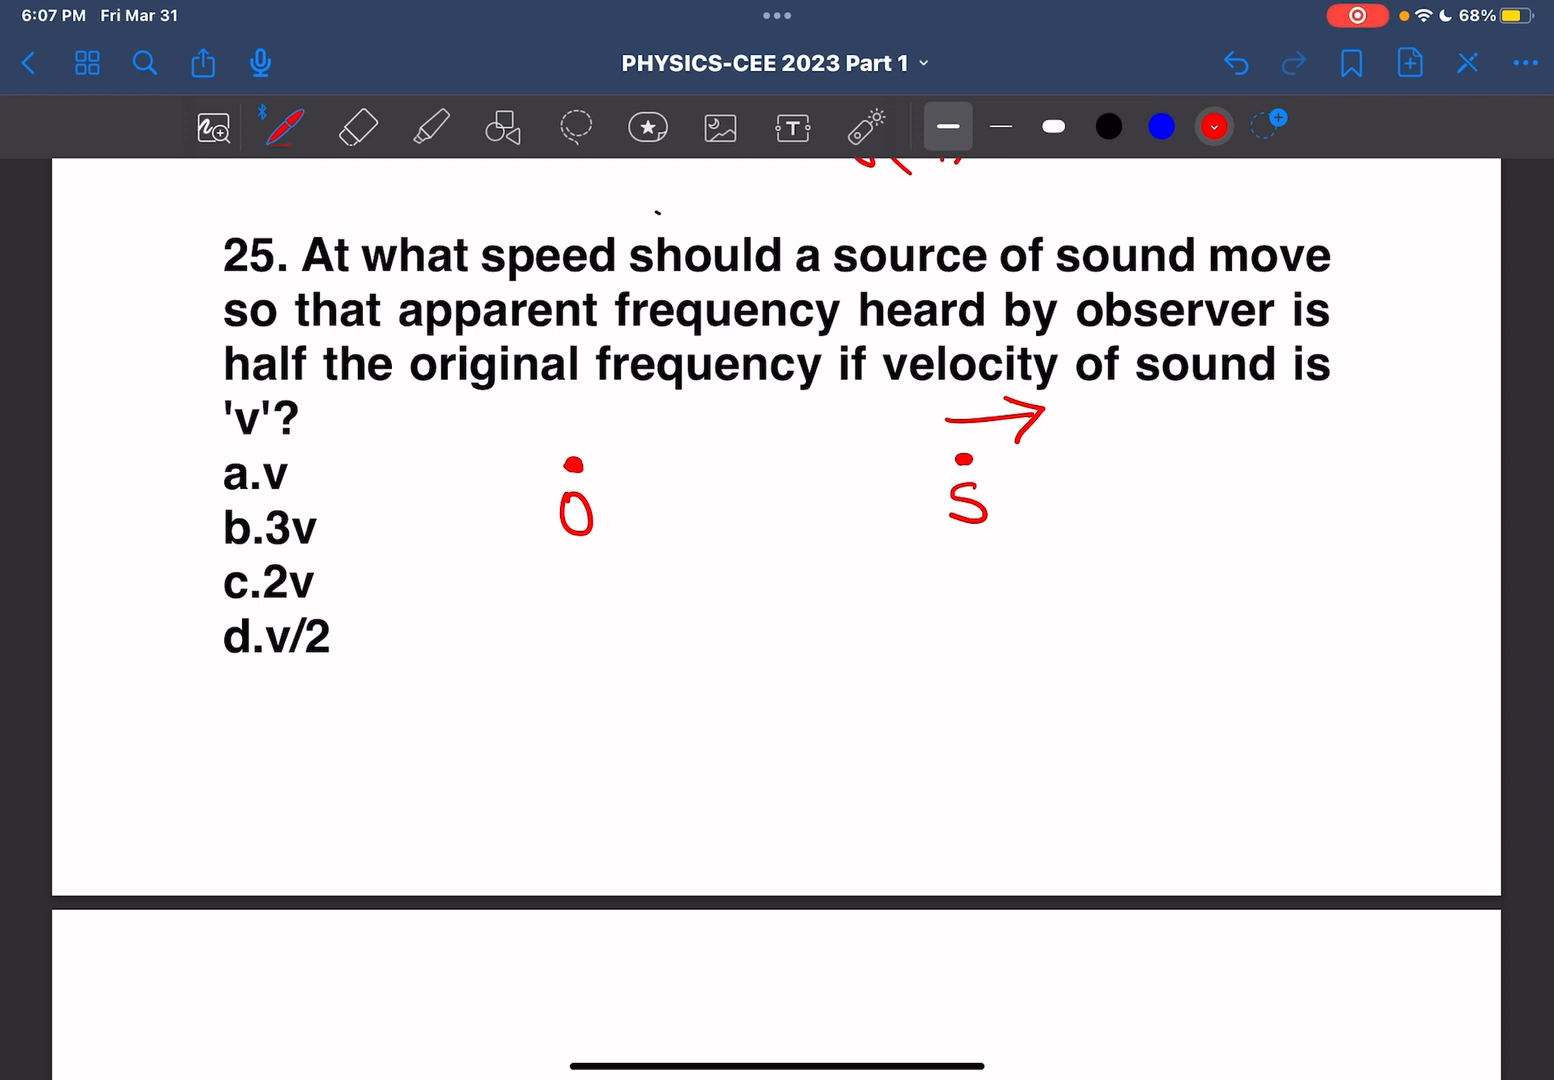 6:07 PM Fri Mar 31
68%
PHYSICS-CEE 2023 Part 1
T
25. At what speed should a source of sound move
so that apparent frequency heard by observer is
half the original frequency if velocity of sound is
'v'?
a.v
b.3v
c.2v
d.v/2
O
S